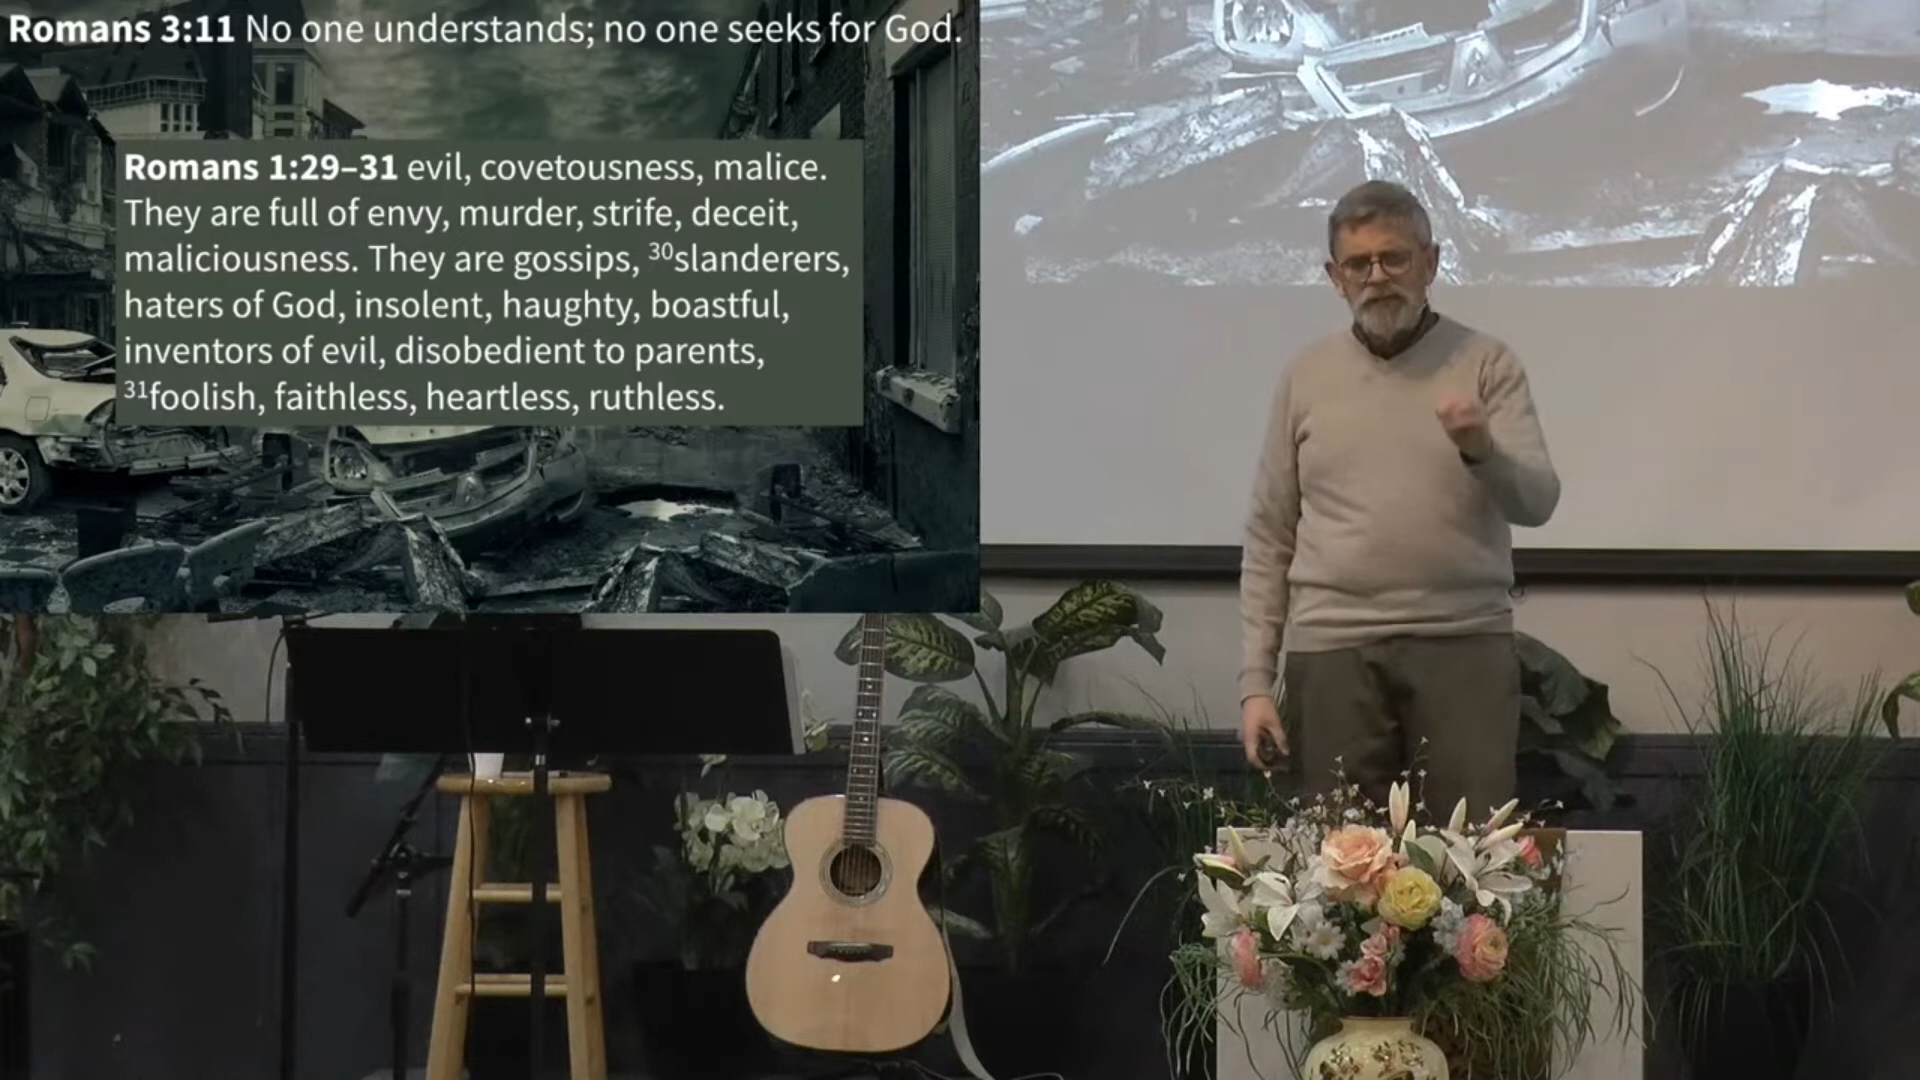 Romans 3:11 No one understands; no one seeks for God.
Romans 1:29–31 evil, covetousness, malice.
They are full of envy, murder, strife, deceit,
maliciousness. They are gossips, ³⁰slanderers,
haters of God, insolent, haughty, boastful,
inventors of evil, disobedient to parents,
³¹foolish, faithless, heartless, ruthless.